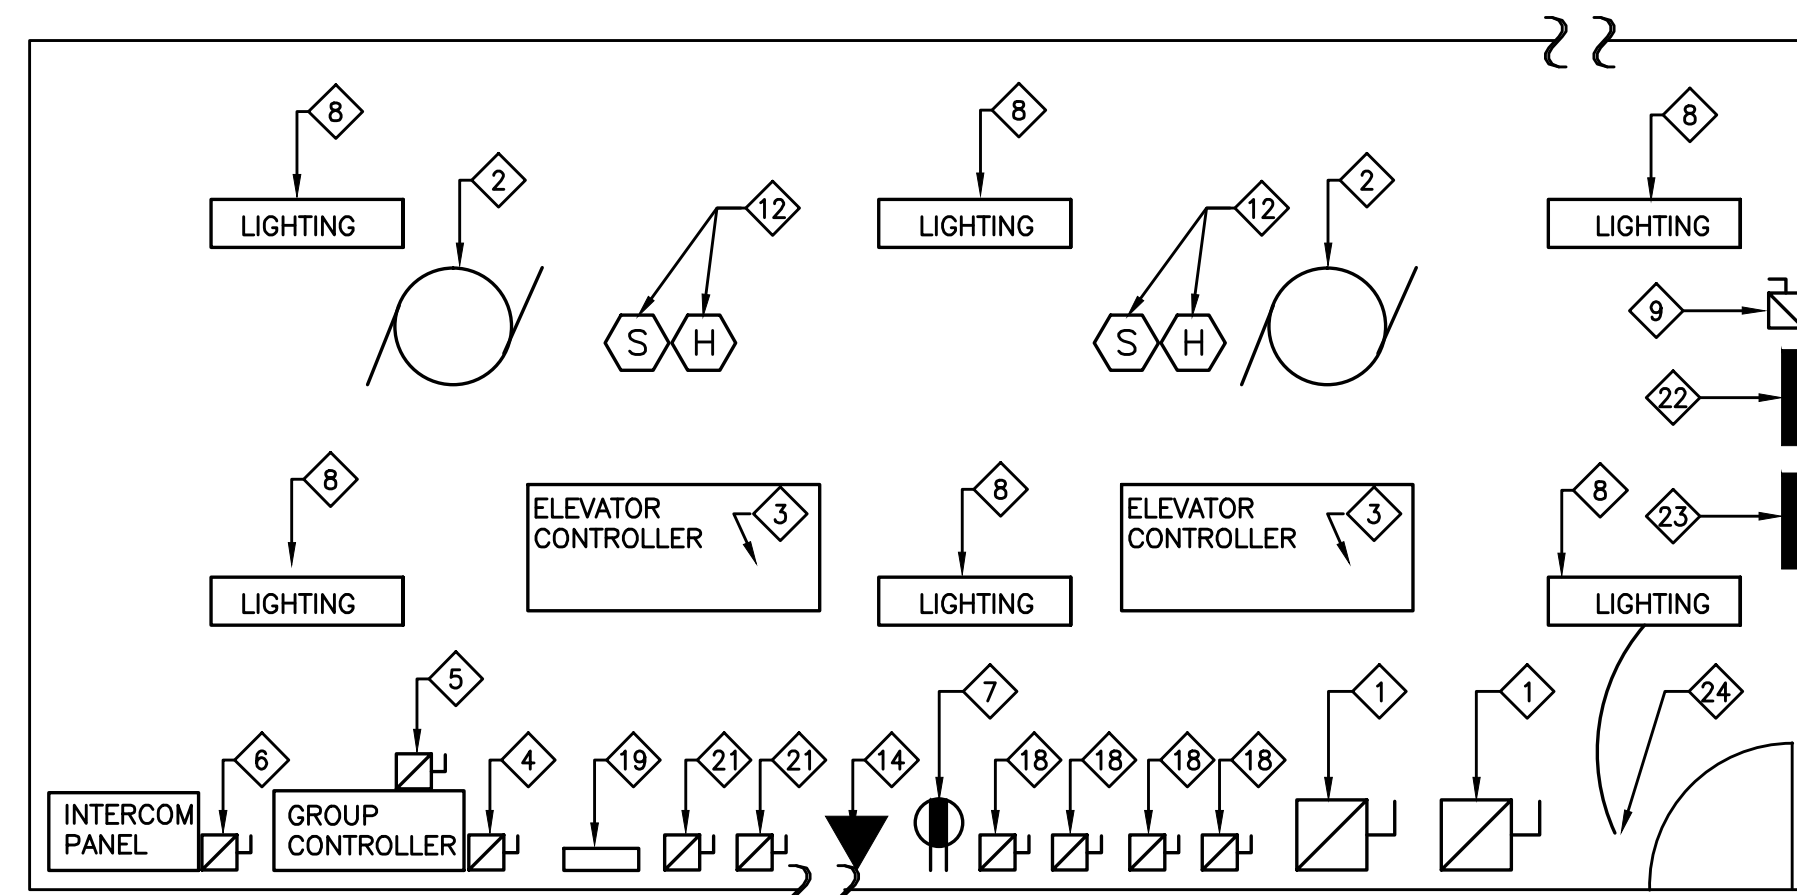 8
8
8
2
12
2
12
LIGHTING
LIGHTING
LIGHTING
9
S
H
S
H
22
8
8
8
3
3
23
ELEVATOR
CONTROLLER
ELEVATOR
CONTROLLER
LIGHTING
LIGHTING
LIGHTING
5
7
1
1
24
6
4
19
21
21
14
18
18
18
18
INTERCOM
PANEL
GROUP
CONTROLLER